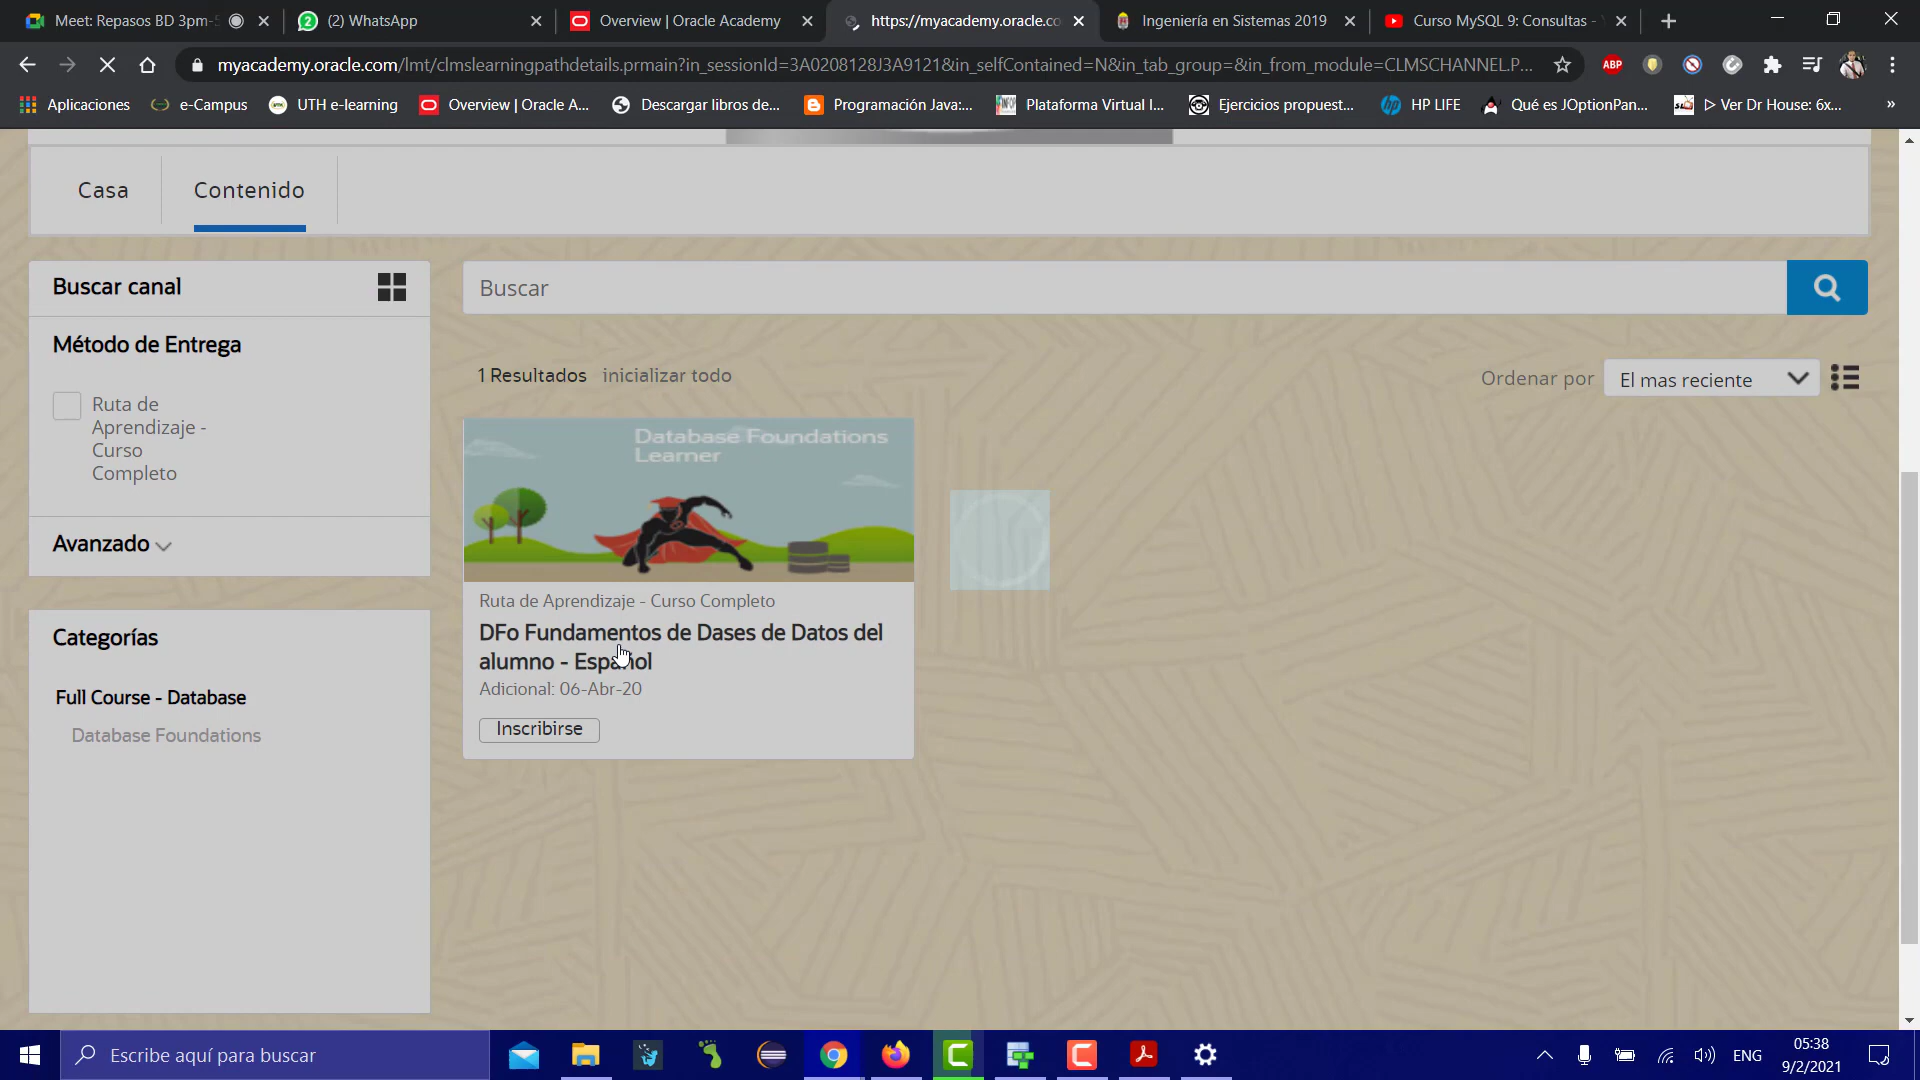 Meet: Repasos BD 3pm-5
(2) WhatsApp
Overview | Oracle Academy
https://myacademy.oracle.co
Ingeniería en Sistemas 2019
Curso MySQL 9: Consultas -
myacademy.oracle.com/lmt/clmslearningpathdetails.prmain?in_sessionId=3A0208128J3A9121&in_selfContained=N&in_tab_group=&in_from_module=CLMSCHANNEL.P...
ABP
Aplicaciones
e-Campus
UTH e-learning
Overview | Oracle A...
Descargar libros de...
Programación Java:...
Plataforma Virtual I...
Ejercicios propuest...
HP LIFE
Qué es JOptionPan...
▷ Ver Dr House: 6x...
»
Casa
Contenido
Buscar canal
Buscar
Método de Entrega
Ruta de
Aprendizaje -
Curso
Completo
Avanzado
1 Resultados
inicializar todo
Ordenar por
El mas reciente
Database Foundations
Learner
Ruta de Aprendizaje - Curso Completo
DFo Fundamentos de Dases de Datos del
alumno - Español
Adicional: 06-Abr-20
Inscribirse
Categorías
Full Course - Database
Database Foundations
Escribe aquí para buscar
ENG
05:38
9/2/2021